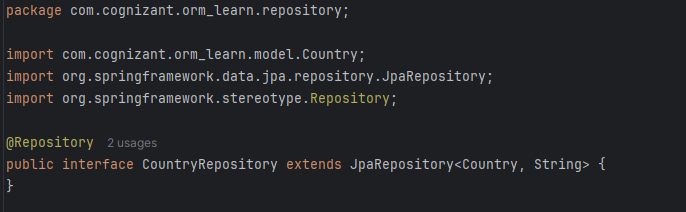 package com.cognizant.orm_learn.repository;
import com.cognizant.orm_learn.model.Country;
import org.springframework.data.jpa.repository.JpaRepository;
import org.springframework.stereotype.Repository;
@Repository 2 usages
public interface CountryRepository extends JpaRepository<Country, String> {
}